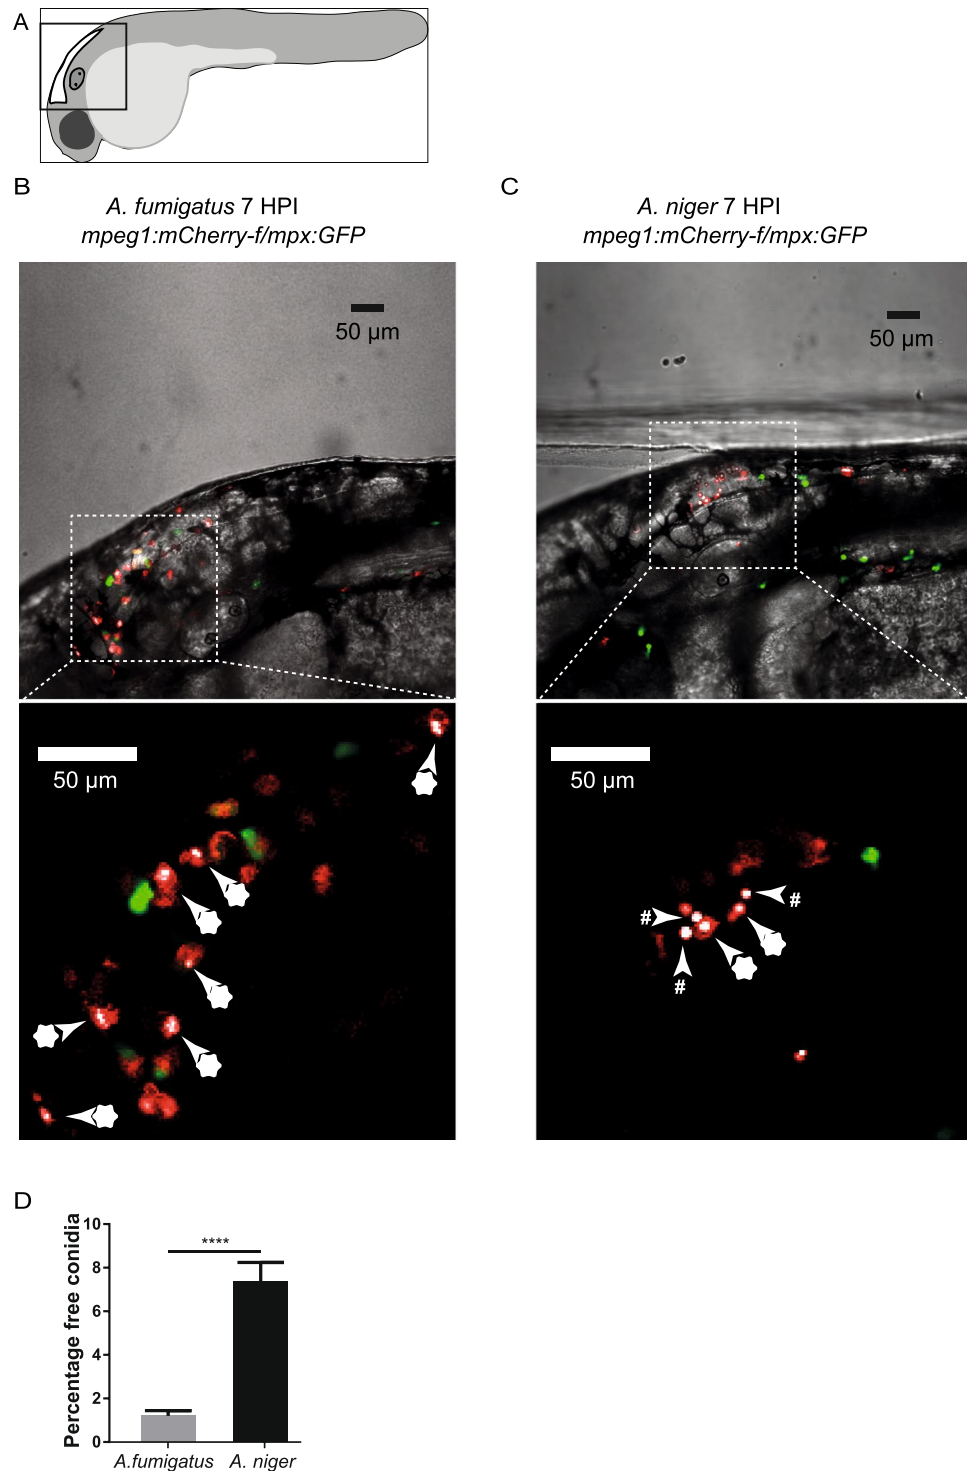 A
B
A. fumigatus 7 HPI
mpeg1:mCherry-f/mpx:GFP
50 µm
50 µm
C
A. niger 7 HPI
mpeg1:mCherry-f/mpx:GFP
50 µm
50 µm
#
#
#
D
Percentage free conidia
10
8
6
4
2
0
****
A.fumigatus
A. niger